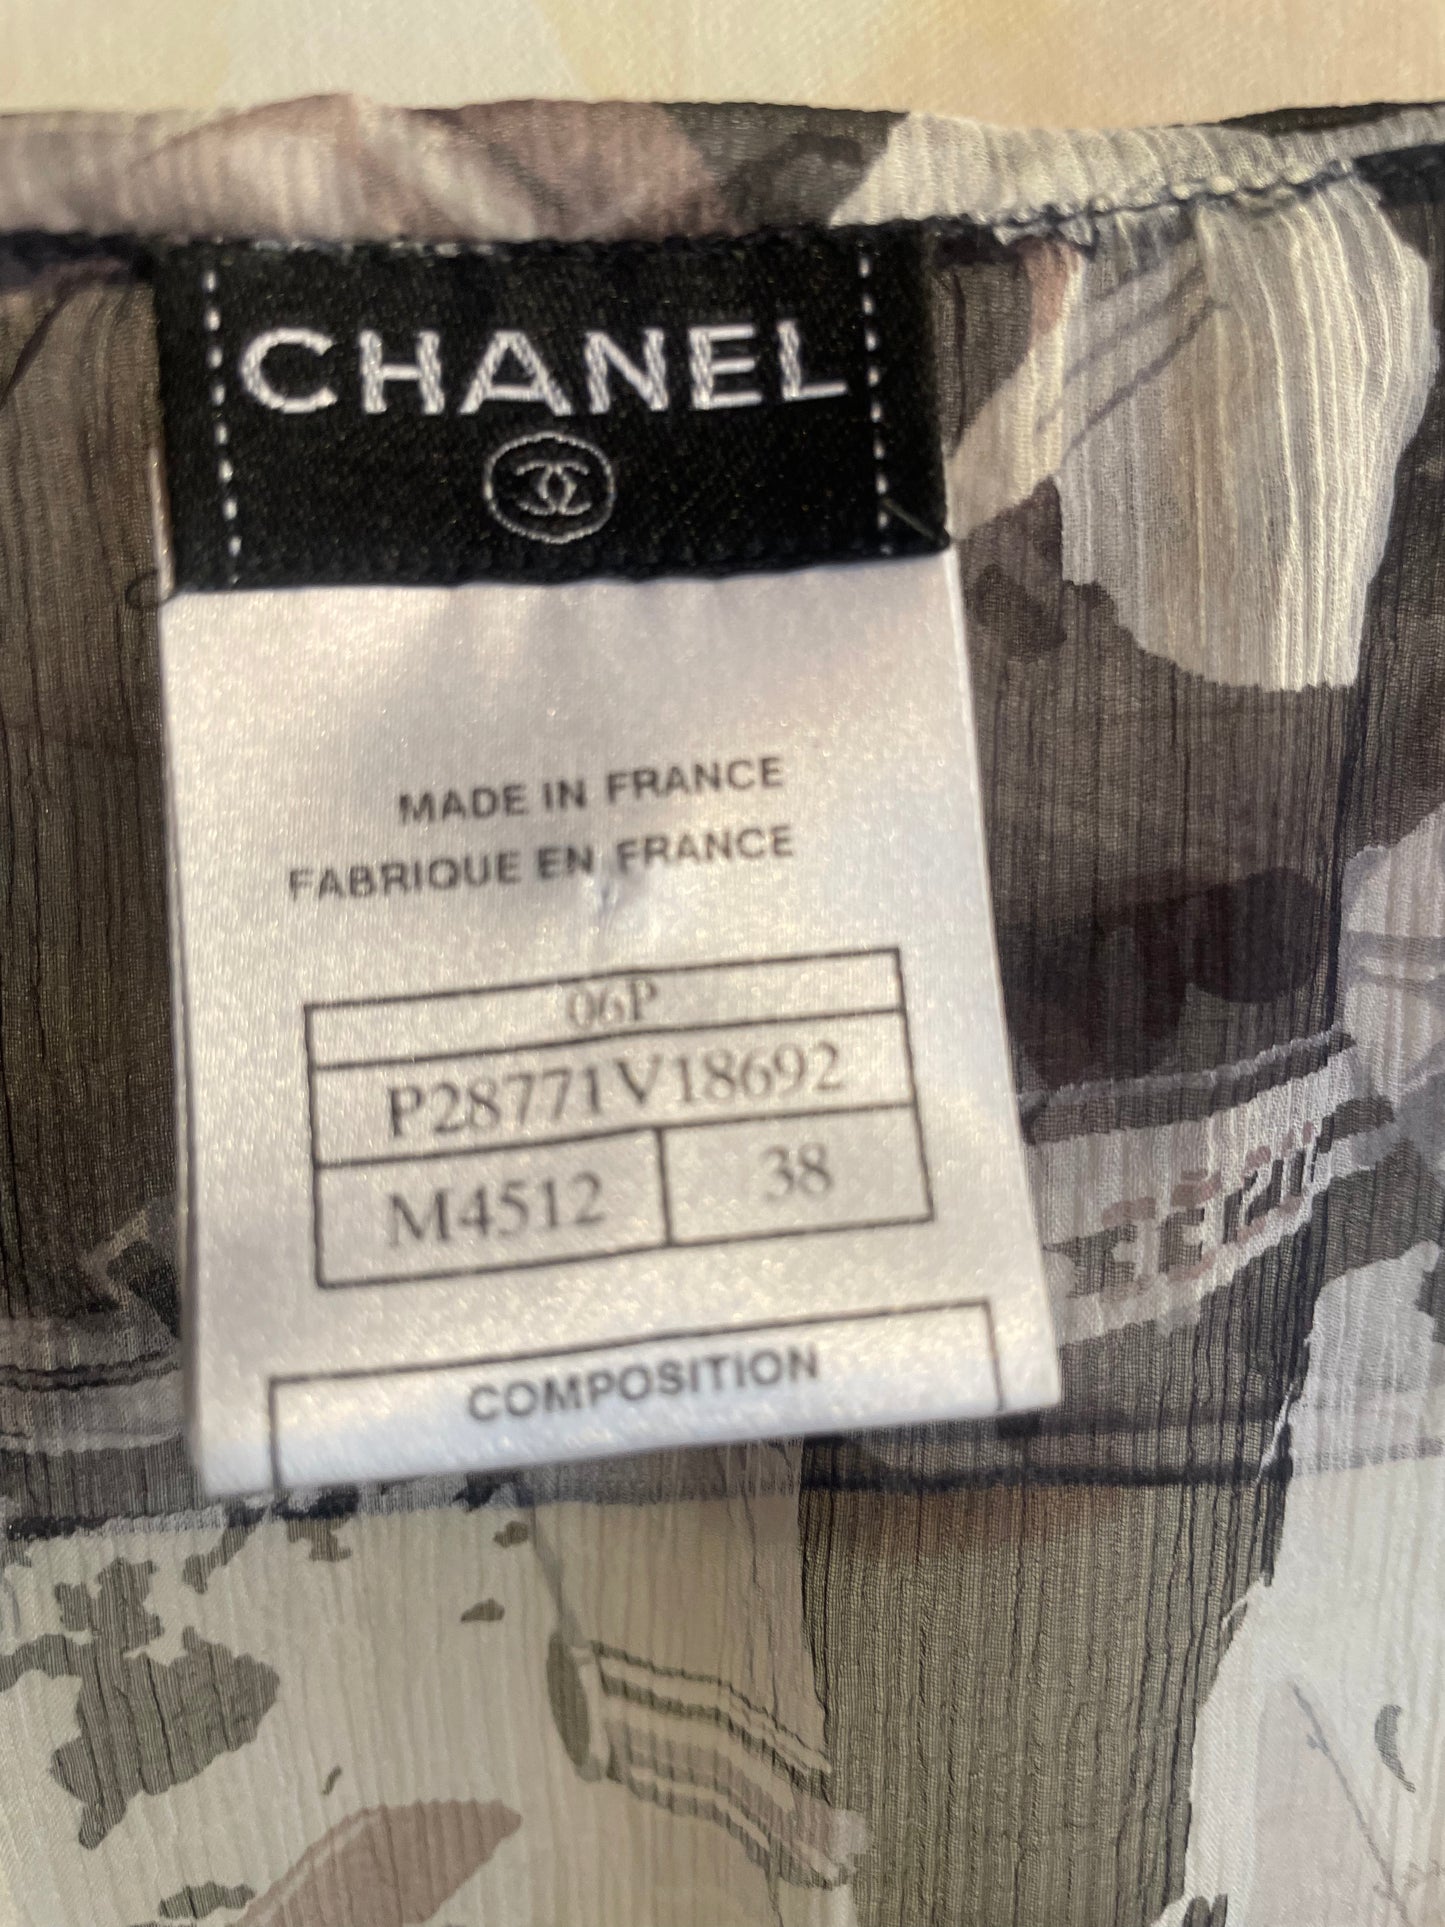 CHANEL
MADE IN FRANCE
FABRIQUE EN FRANCE
06P
P28771V18692
M4512 38
COMPOSITION